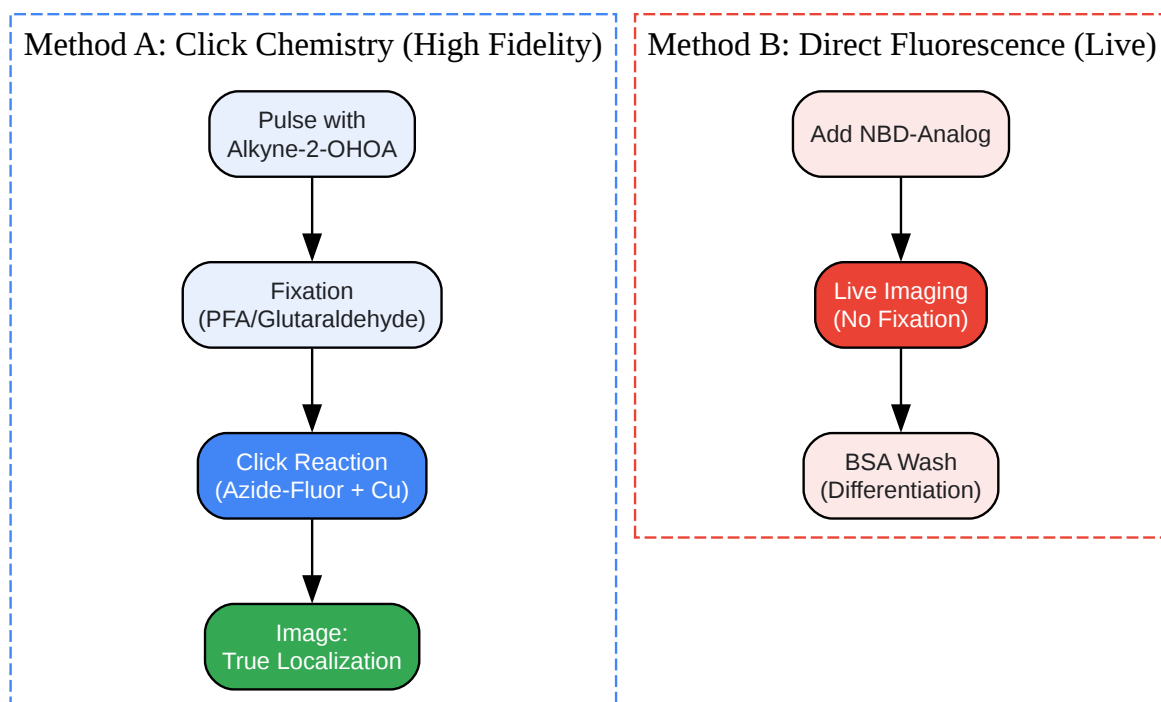 Method A: Click Chemistry (High Fidelity)
Pulse with
Alkyne-2-OHOA
Fixation
(PFA/Glutaraldehyde)
Click Reaction
(Azide-Fluor + Cu)
Image:
True Localization
Method B: Direct Fluorescence (Live)
Add NBD-Analog
Live Imaging
(No Fixation)
BSA Wash
(Differentiation)